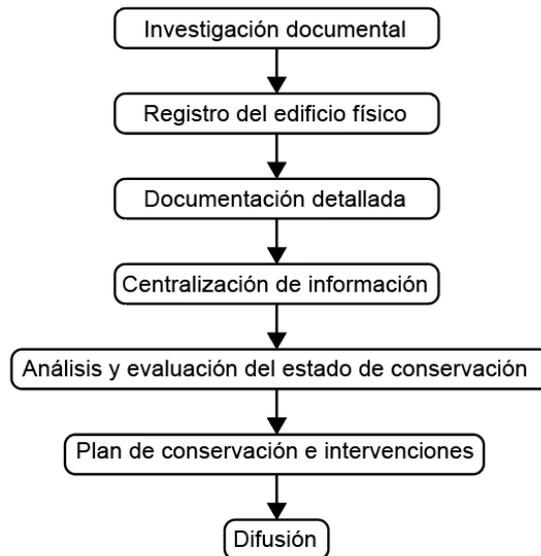 Investigación documental
Registro del edificio físico
Documentación detallada
Centralización de información
Análisis y evaluación del estado de conservación
Plan de conservación e intervenciones
Difusión